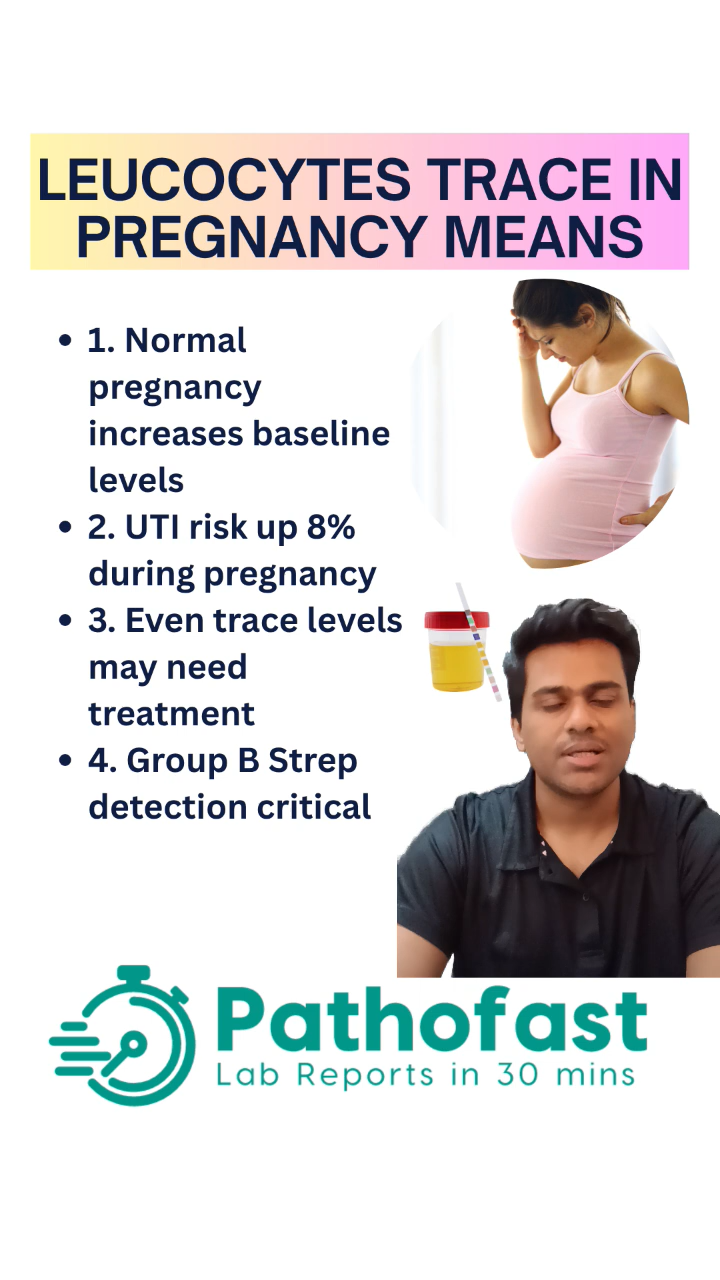 LEUCOCYTES TRACE IN
PREGNANCY MEANS
• 1. Normal
pregnancy
increases baseline
levels
• 2. UTI risk up 8%
during pregnancy
• 3. Even trace levels
may need
treatment
• 4. Group B Strep
detection critical
Pathofast
Lab Reports in 30 mins